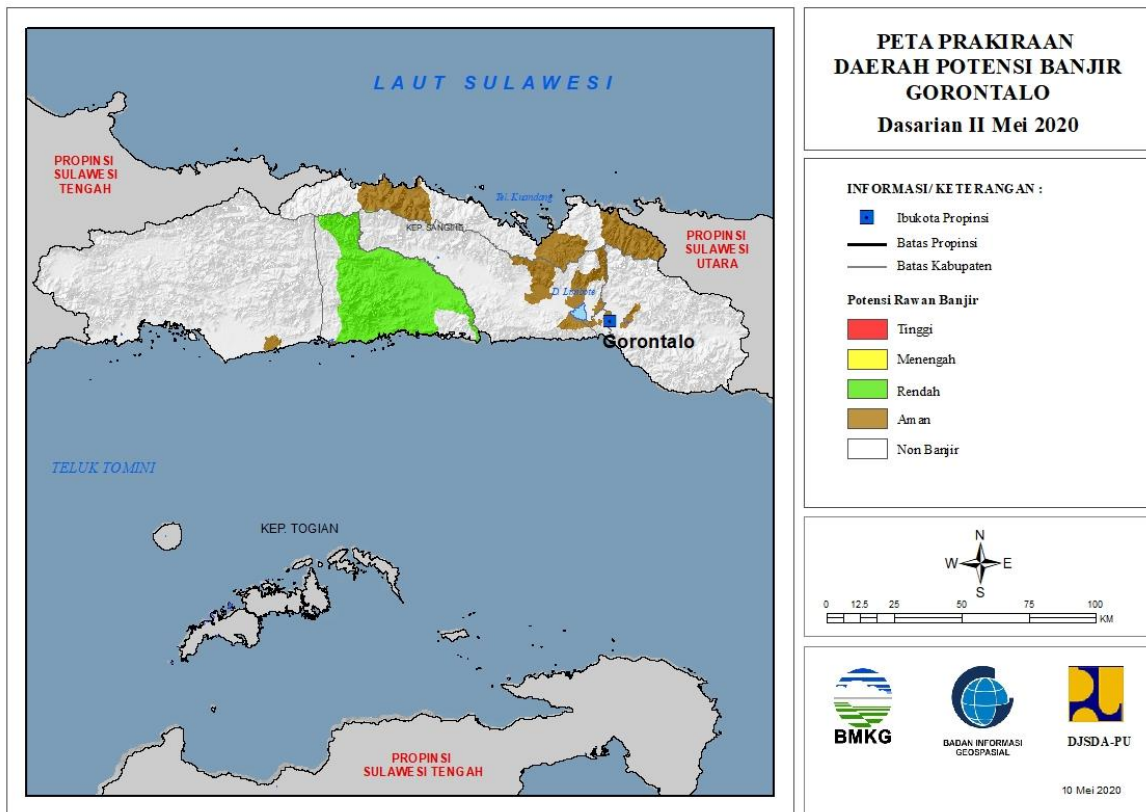 LAUT SULAWESI
PROPINSI
SULAWESI
TENGAH
Tel. Kuandang
KEP. SANGIHE
PROPINSI
SULAWESI
UTARA
Gorontalo
TELUK TOMINI
KEP. TOGIAN
PROPINSI
SULAWESI TENGAH
PETA PRAKIRAAN
DAERAH POTENSI BANJIR
GORONTALO
Dasarian II Mei 2020
INFORMASI/ KETERANGAN :
Ibukota Propinsi
Batas Propinsi
Batas Kabupaten
Potensi Rawan Banjir
Tinggi
Menengah
Rendah
Aman
Non Banjir
N
W E
S
0 12.5 25 50 75 100
KM
BMKG
BADAN INFORMASI
GEOSPASIAL
DJSDA-PU
10 Mei 2020